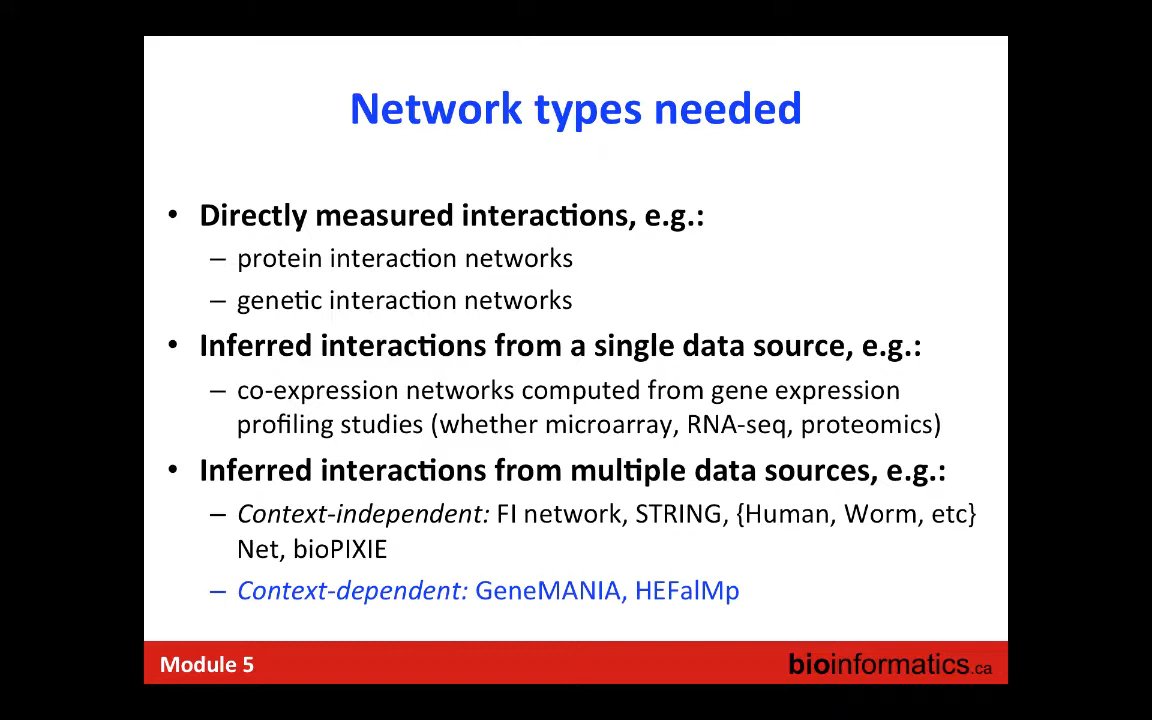 Network types needed
• Directly measured interactions, e.g.:
– protein interaction networks
– genetic interaction networks
• Inferred interactions from a single data source, e.g.:
– co-expression networks computed from gene expression
profiling studies (whether microarray, RNA-seq, proteomics)
• Inferred interactions from multiple data sources, e.g.:
– Context-independent: FI network, STRING, {Human, Worm, etc}
Net, bioPIXIE
– Context-dependent: GeneMANIA, HEFalMp
Module 5
bioinformatics.ca